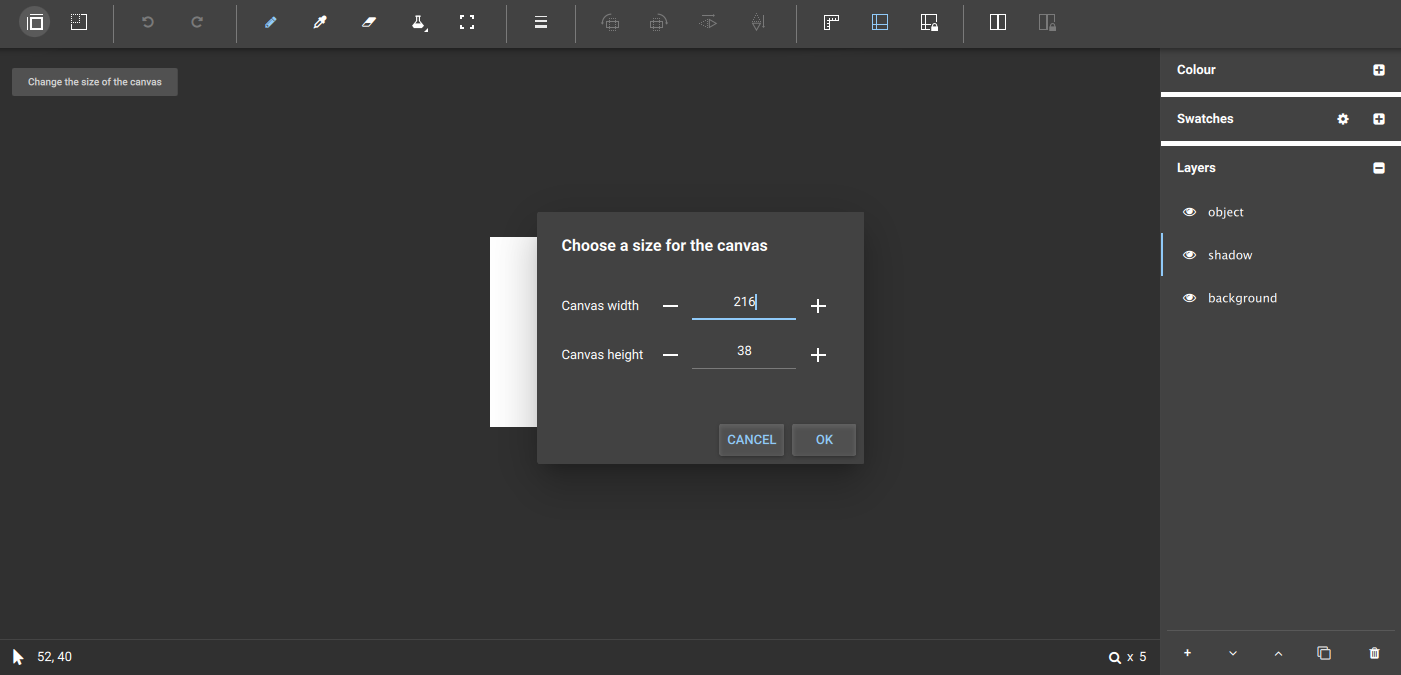 Change the size of the canvas
Colour
Swatches
Layers
object
shadow
background
Choose a size for the canvas
Canvas width
216
Canvas height
38
CANCEL
OK
52, 40
x 5